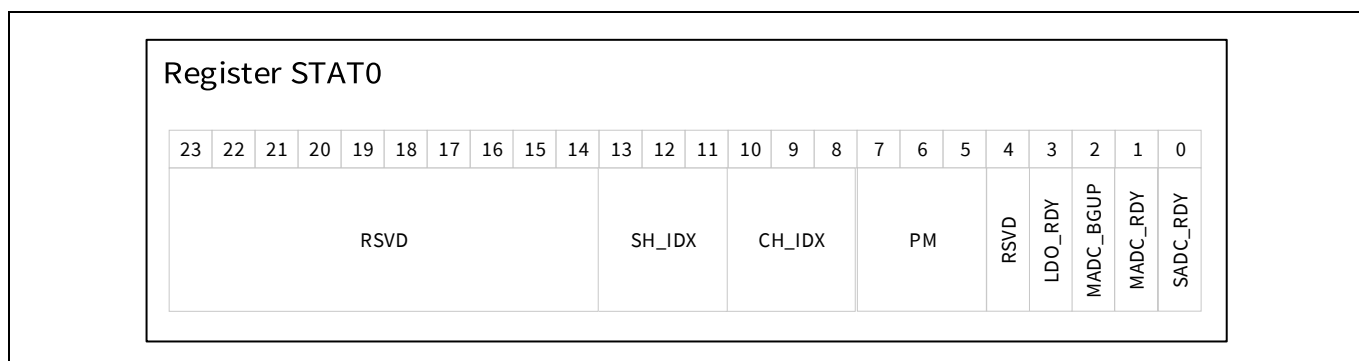 Register STAT0
23 22 21 20 19 18 17 16 15 14 13 12 11 10 9 8 7 6 5 4 3 2 1 0
RSVD SH_IDX CH_IDX PM RSVD LDO_RDY MADC_BGUP MADC_RDY SADC_RDY